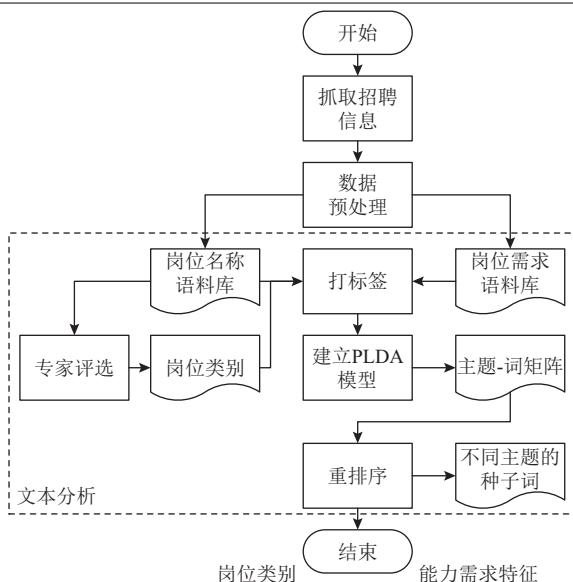 开始
抓取招聘
信息
数据
预处理
岗位名称
语料库
打标签
岗位需求
语料库
专家评选
岗位类别
建立PLDA
模型
主题-词矩阵
重排序
不同主题的
种子词
文本分析
结束
岗位类别
能力需求特征